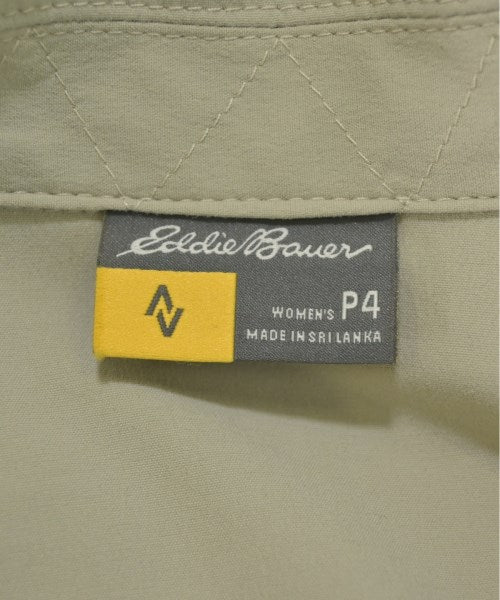 Eddie Bauer
WOMEN'S P4
MADE IN SRI LANKA